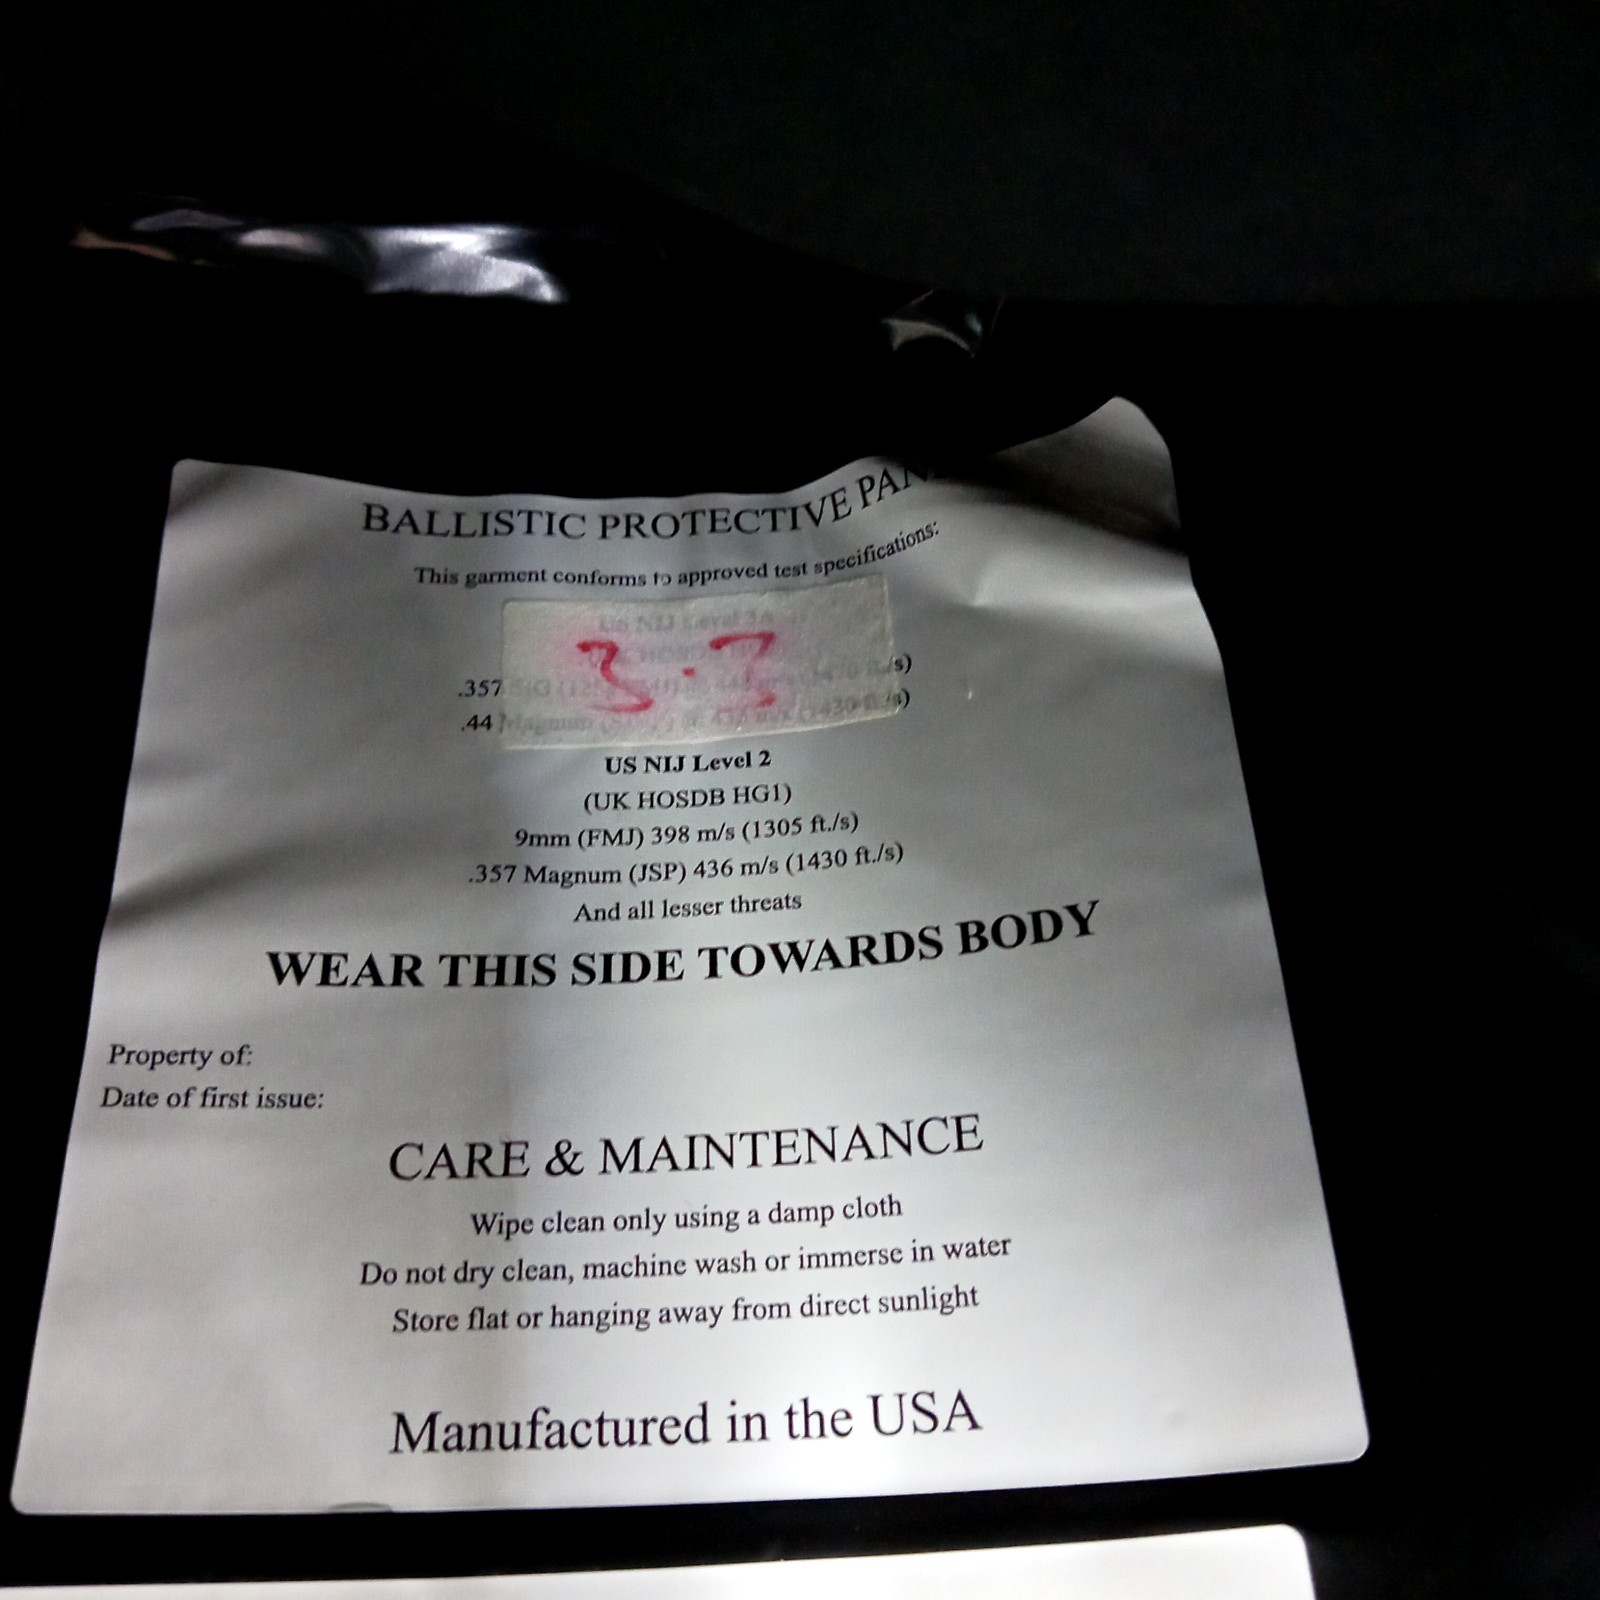 BALLISTIC PROTECTIVE
This garment conforms to approved test specifications:
US NIJ Level
3.7
.357
.44 Magnum
US NIJ Level 2
(UK HOSDB HG1)
9mm (FMJ) 398 m/s (1305 ft./s)
.357 Magnum (JSP) 436 m/s (1430 ft./s)
And all lesser threats
WEAR THIS SIDE TOWARDS BODY
Property of:
Date of first issue:
CARE & MAINTENANCE
Wipe clean only using a damp cloth
Do not dry clean, machine wash or immerse in water
Store flat or hanging away from direct sunlight
Manufactured in the USA